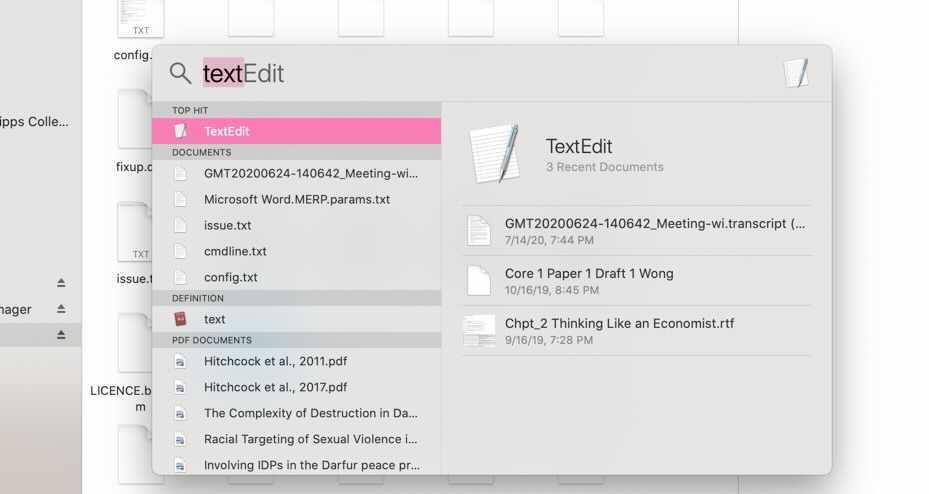 TXT
config.
ipps Colle...
fixup.d
TXT
issue.t
nager
LICENCE.b
m
textEdit
TOP HIT
TextEdit
DOCUMENTS
GMT20200624-140642_Meeting-wi...
Microsoft Word.MERP.params.txt
issue.txt
cmdline.txt
config.txt
DEFINITION
text
PDF DOCUMENTS
Hitchcock et al., 2011.pdf
Hitchcock et al., 2017.pdf
The Complexity of Destruction in Da...
Racial Targeting of Sexual Violence i...
Involving IDPs in the Darfur peace pr...
TextEdit
3 Recent Documents
GMT20200624-140642_Meeting-wi.transcript (...
7/14/20, 7:44 PM
Core 1 Paper 1 Draft 1 Wong
10/16/19, 8:45 PM
Chpt_2 Thinking Like an Economist.rtf
9/16/19, 7:28 PM